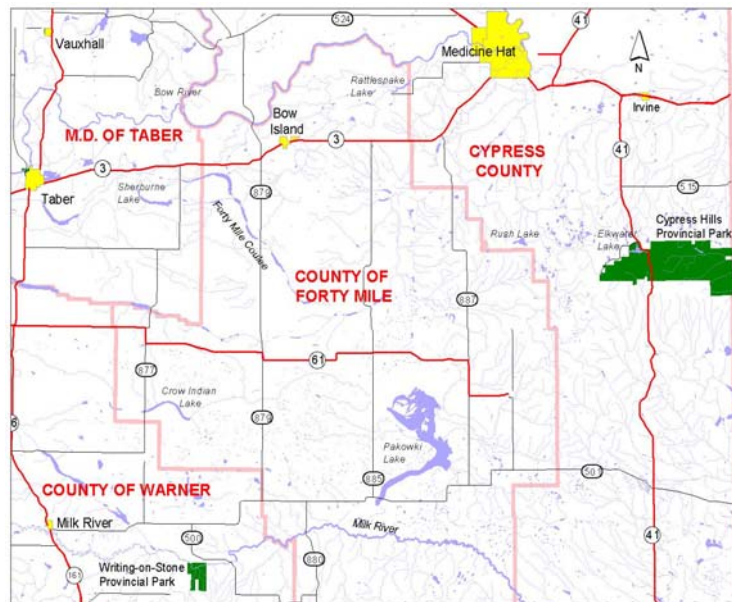 524
41
Vauxhall
Medicine Hat
N
Bow River
Rattlesnake
Lake
Irvine
Bow
Island
M.D. OF TABER
3
CYPRESS
COUNTY
41
3
Taber
Sherburne
Lake
879
515
Cypress Hills
Provincial Park
Forty Mile Coulee
Rush Lake
Elkwater
Lake
COUNTY OF
FORTY MILE
887
61
877
Crow Indian
Lake
879
6
Pakowki
Lake
885
501
COUNTY OF WARNER
Milk River
Milk River
500
41
880
Writing-on-Stone
Provincial Park
161